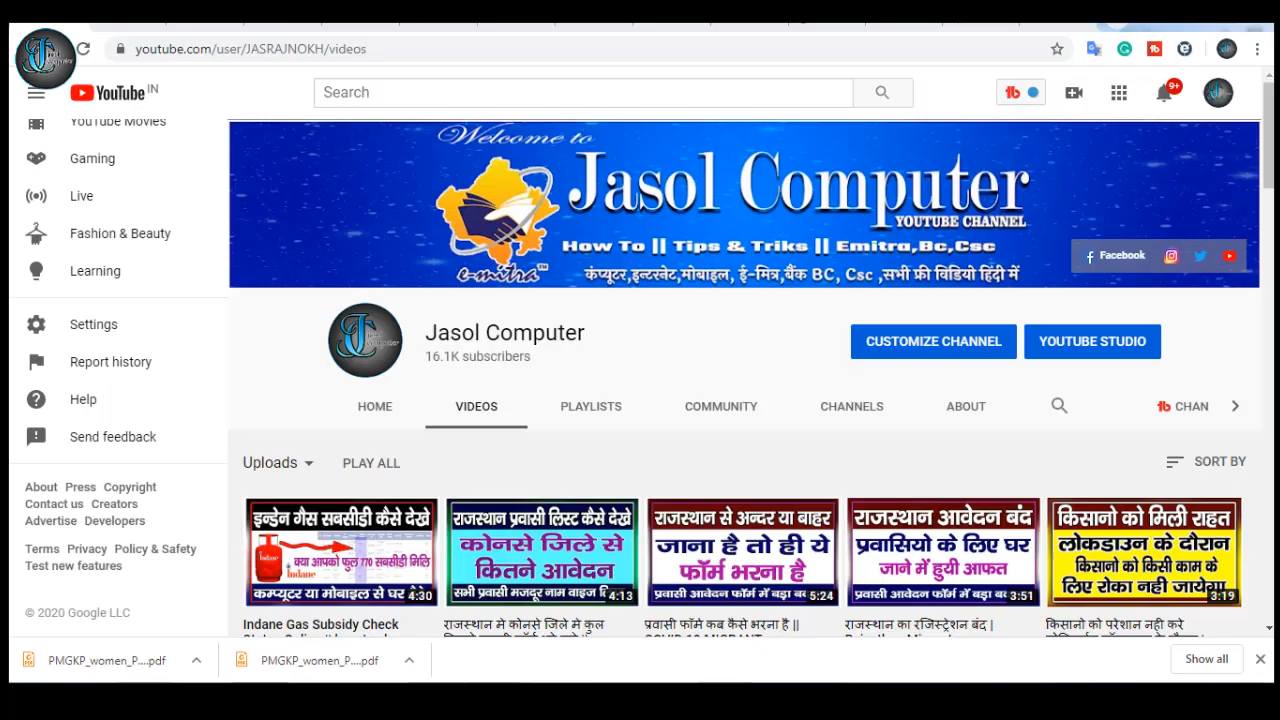 youtube.com/user/JASRAJNOKH/videos
YouTube IN
Search
9+
YouTube Movies
Gaming
Live
Fashion & Beauty
Learning
Settings
Report history
Help
Send feedback
About Press Copyright
Contact us Creators
Advertise Developers
Terms Privacy Policy & Safety
Test new features
© 2020 Google LLC
Welcome to
Jasol Computer
YOUTUBE CHANNEL
How To || Tips & Triks || Emitra,Bc,Csc
e-mitra™
कंप्यूटर,इन्टरनेट,मोबाइल, ई-मित्र,बैंक BC, Csc ,सभी फ्री विडियो हिंदी में
Facebook
Jasol Computer
16.1K subscribers
CUSTOMIZE CHANNEL
YOUTUBE STUDIO
HOME VIDEOS PLAYLISTS COMMUNITY CHANNELS ABOUT CHAN
Uploads PLAY ALL SORT BY
इन्डेन गैस सबसीडी कैसे देखे
क्या आपको फुल 770 सबसीडी मिलि
Indane
कम्प्यूटर या मोबाइल से घर
4:30
Indane Gas Subsidy Check
राजस्थान प्रवासी लिस्ट कैसे देखे
कोनसे जिले से
कितने आवेदन
सभी प्रवासी मजदूर नाम वाइज
4:13
राजस्थान मे कोनसे जिले मे कुल
राजस्थान से अन्दर या बाहर
जाना है तो ही ये
फॉर्म भरना है
प्रवासी आवेदन फॉर्म में बड़ा
5:24
प्रवासी फॉर्म कब कैसे भरना है ||
राजस्थान आवेदन बंद
प्रवासियो के लिए घर
जाने में हुयी आफत
प्रवासी आवेदन फॉर्म में बड़ा
3:51
राजस्थान का रजिस्ट्रेशन बंद |
किसानो को मिली राहत
लोकडाउन के दौरान
किसानो को किसी काम के
लिए रोका नही जायेगा
3:19
किसानो को परेशान नही करे
PMGKP_women_P....pdf
PMGKP_women_P....pdf
Show all